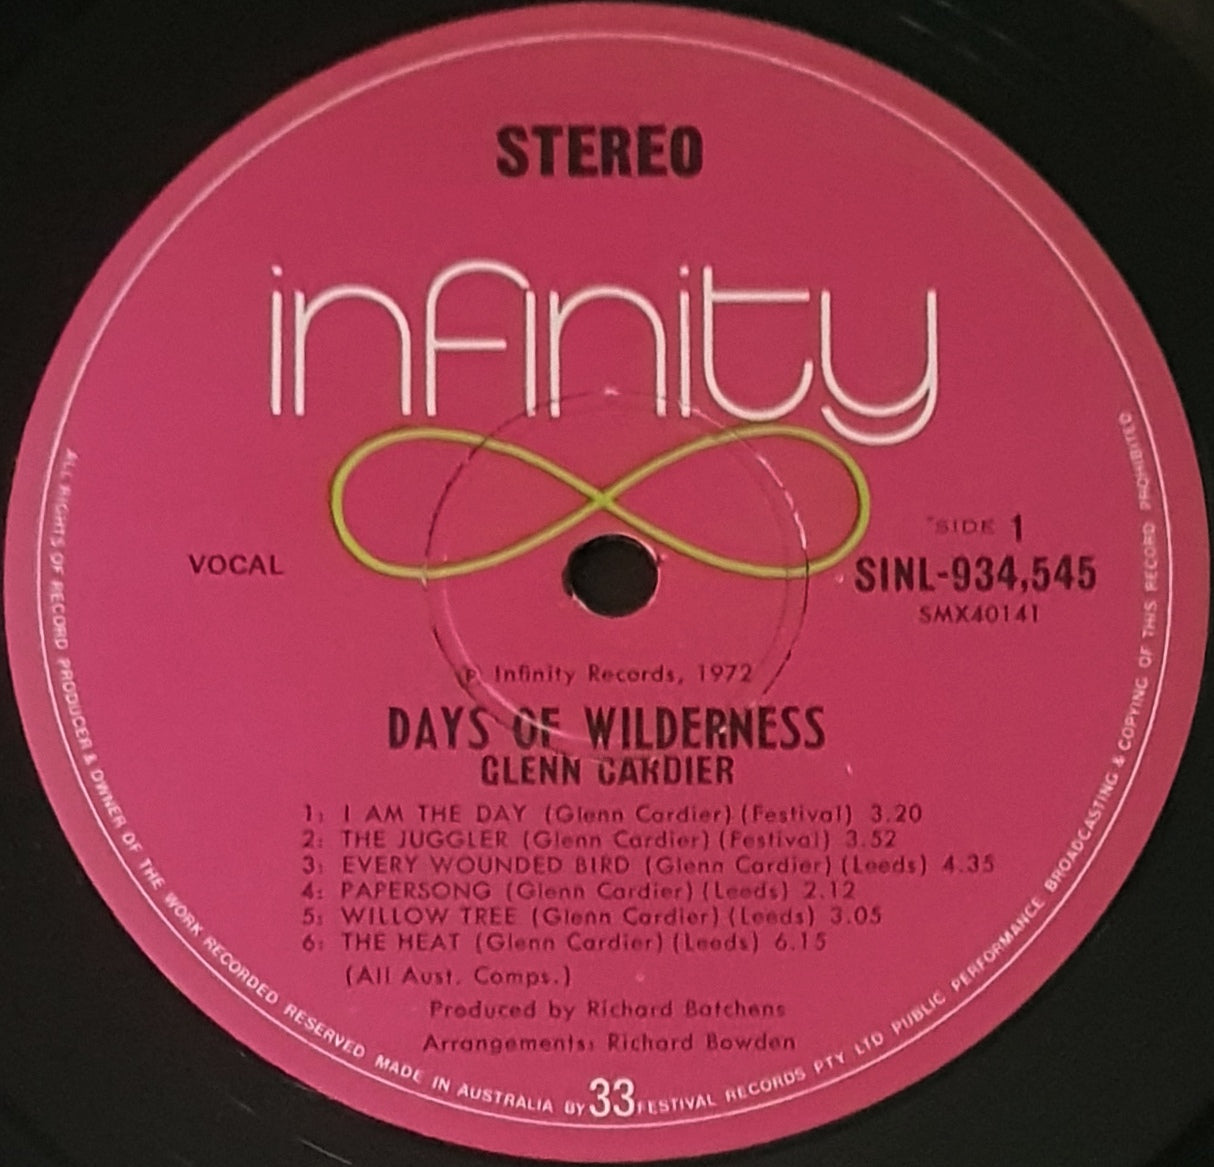 STEREO
infinity
VOCAL
SIDE 1
SINL-934,545
SMX40141
℗ Infinity Records, 1972
DAYS OF WILDERNESS
GLENN CARDIER
1: I AM THE DAY (Glenn Cardier) (Festival) 3.20
2: THE JUGGLER (Glenn Cardier) (Festival) 3.52
3: EVERY WOUNDED BIRD (Glenn Cardier) (Leeds) 4.35
4: PAPERSONG (Glenn Cardier) (Leeds) 2.12
5: WILLOW TREE (Glenn Cardier) (Leeds) 3.05
6: THE HEAT (Glenn Cardier) (Leeds) 6.15
(All Aust. Comps.)
Produced by Richard Batchens
Arrangements: Richard Bowden
33
ALL RIGHTS OF RECORD PRODUCER & OWNER OF THE WORK RECORDED RESERVED MADE IN AUSTRALIA BY FESTIVAL RECORDS PTY LTD PUBLIC PERFORMANCE BROADCASTING & COPYING OF THIS RECORD PROHIBITED